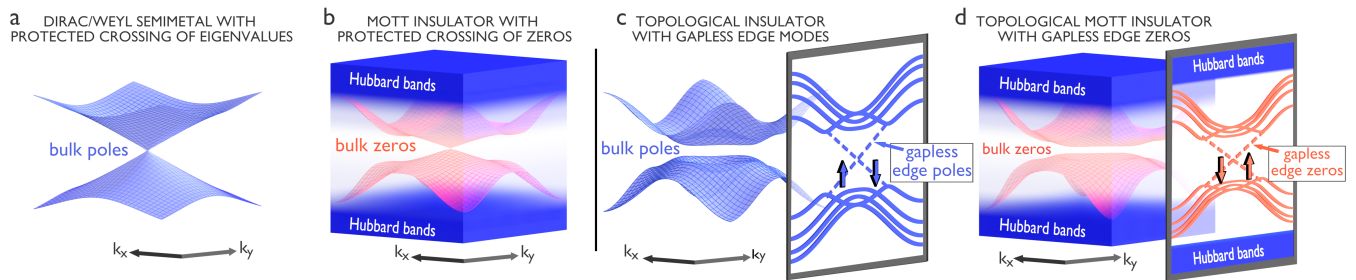 a
DIRAC/WEYL SEMIMETAL WITH
PROTECTED CROSSING OF EIGENVALUES
bulk poles
kx
ky
b
MOTT INSULATOR WITH
PROTECTED CROSSING OF ZEROS
Hubbard bands
bulk zeros
Hubbard bands
kx
ky
c
TOPOLOGICAL INSULATOR
WITH GAPLESS EDGE MODES
bulk poles
gapless
edge poles
kx
ky
d
TOPOLOGICAL MOTT INSULATOR
WITH GAPLESS EDGE ZEROS
Hubbard bands
Hubbard bands
bulk zeros
gapless
edge zeros
Hubbard bands
Hubbard bands
kx
ky